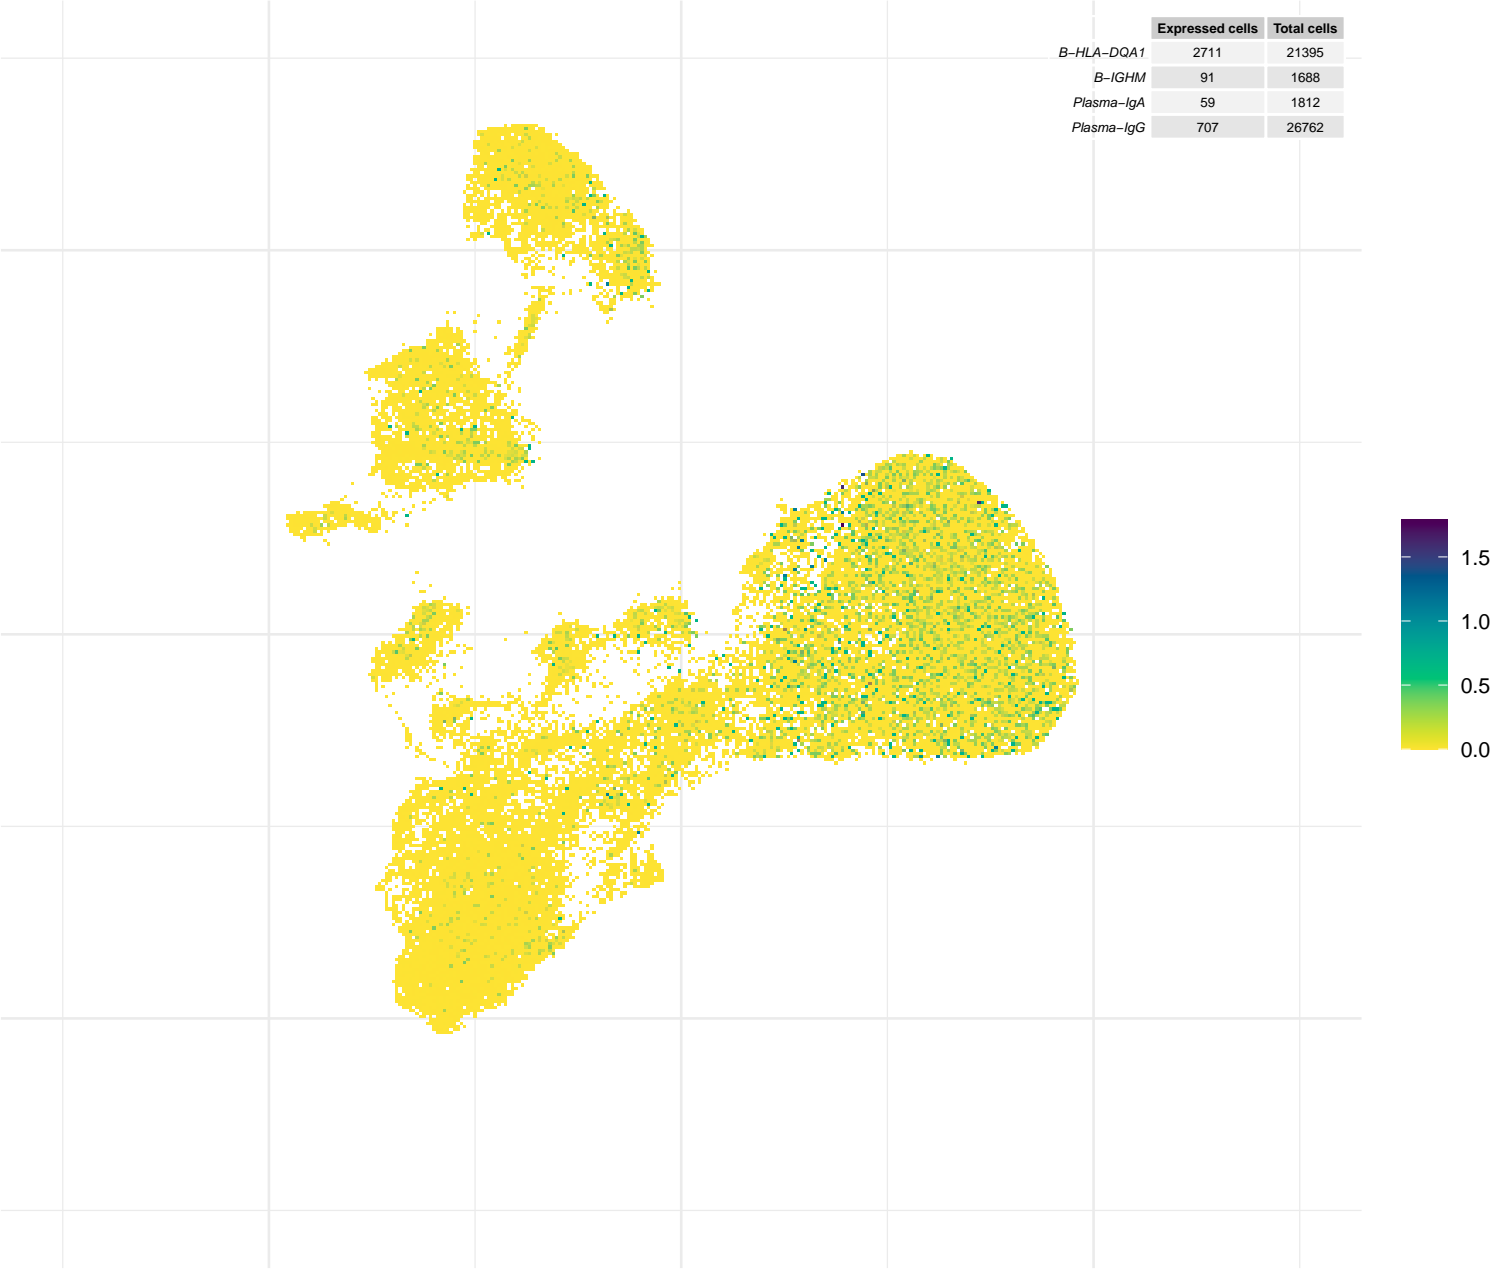 Expressed cells Total cells
B−HLA−DQA1 2711 21395
B−IGHM 91 1688
Plasma−IgA 59 1812
Plasma−IgG 707 26762
1.5
1.0
0.5
0.0